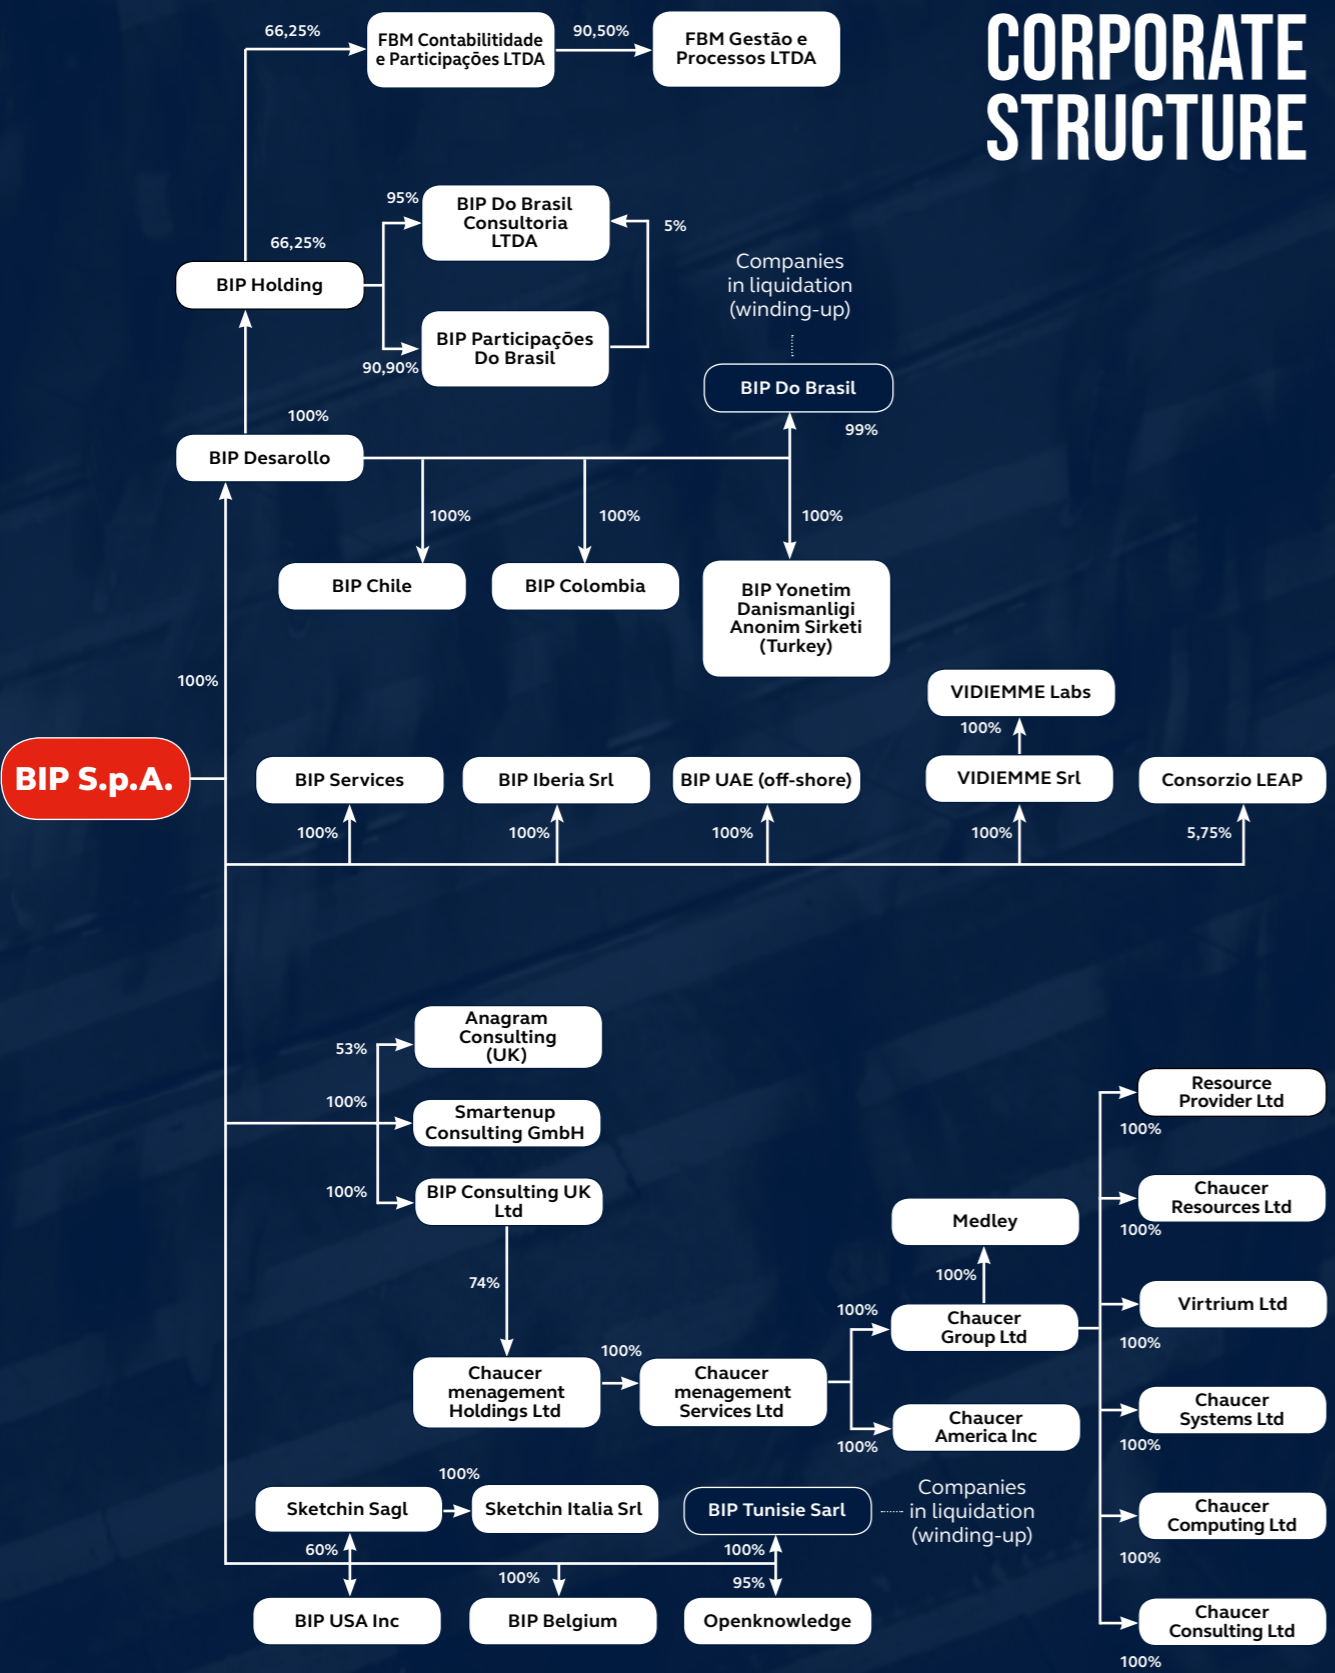 CORPORATE
STRUCTURE
66,25%
FBM Contabilitidade
e Participações LTDA
90,50%
FBM Gestão e
Processos LTDA
95%
BIP Do Brasil
Consultoria
LTDA
5%
66,25%
BIP Holding
Companies
in liquidation
(winding-up)
BIP Participações
Do Brasil
90,90%
BIP Do Brasil
99%
100%
BIP Desarollo
100%
100%
100%
BIP Chile
BIP Colombia
BIP Yonetim
Danismanligi
Anonim Sirketi
(Turkey)
100%
VIDIEMME Labs
100%
BIP S.p.A.
BIP Services
BIP Iberia Srl
BIP UAE (off-shore)
VIDIEMME Srl
Consorzio LEAP
100%
100%
100%
100%
5,75%
Anagram
Consulting
(UK)
53%
100%
Smartenup
Consulting GmbH
100%
BIP Consulting UK
Ltd
74%
Chaucer
menagement
Holdings Ltd
100%
Chaucer
menagement
Services Ltd
100%
Chaucer
Group Ltd
100%
Medley
100%
Chaucer
America Inc
Resource
Provider Ltd
100%
Chaucer
Resources Ltd
100%
Virtrium Ltd
100%
Chaucer
Systems Ltd
100%
Chaucer
Computing Ltd
100%
Chaucer
Consulting Ltd
100%
Sketchin Sagl
100%
Sketchin Italia Srl
BIP Tunisie Sarl
Companies
in liquidation
(winding-up)
60%
100%
100%
95%
BIP USA Inc
BIP Belgium
Openknowledge